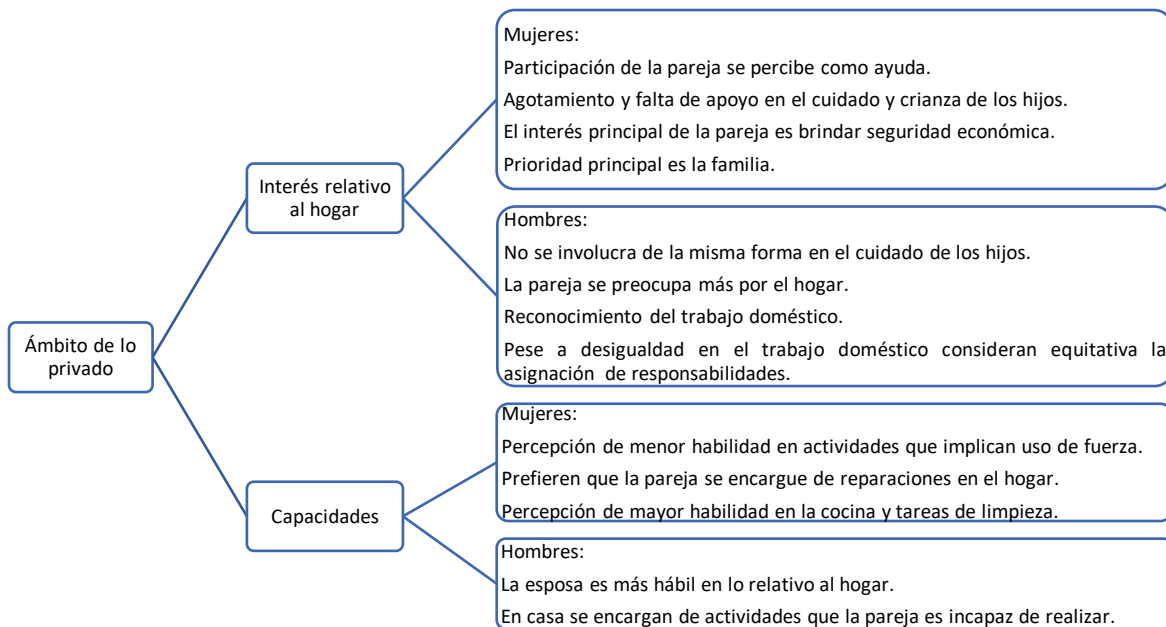 Ámbito de lo
privado
Interés relativo
al hogar
Mujeres:
Participación de la pareja se percibe como ayuda.
Agotamiento y falta de apoyo en el cuidado y crianza de los hijos.
El interés principal de la pareja es brindar seguridad económica.
Prioridad principal es la familia.
Hombres:
No se involucra de la misma forma en el cuidado de los hijos.
La pareja se preocupa más por el hogar.
Reconocimiento del trabajo doméstico.
Pese a desigualdad en el trabajo doméstico consideran equitativa la
asignación de responsabilidades.
Capacidades
Mujeres:
Percepción de menor habilidad en actividades que implican uso de fuerza.
Prefieren que la pareja se encargue de reparaciones en el hogar.
Percepción de mayor habilidad en la cocina y tareas de limpieza.
Hombres:
La esposa es más hábil en lo relativo al hogar.
En casa se encargan de actividades que la pareja es incapaz de realizar.